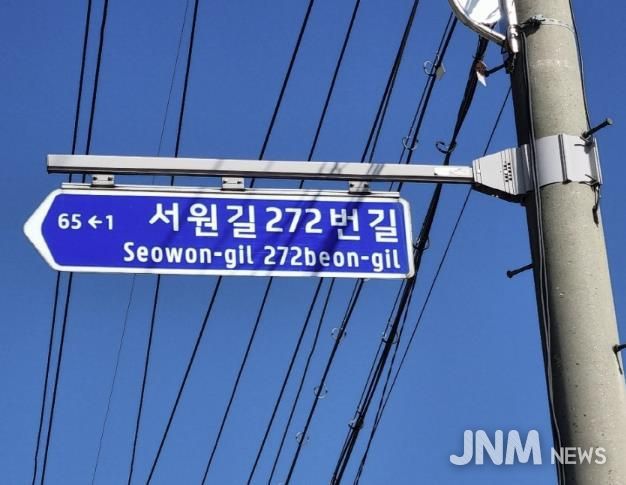 65 ←1 서원길 272번길
Seowon-gil 272beon-gil
JNM NEWS